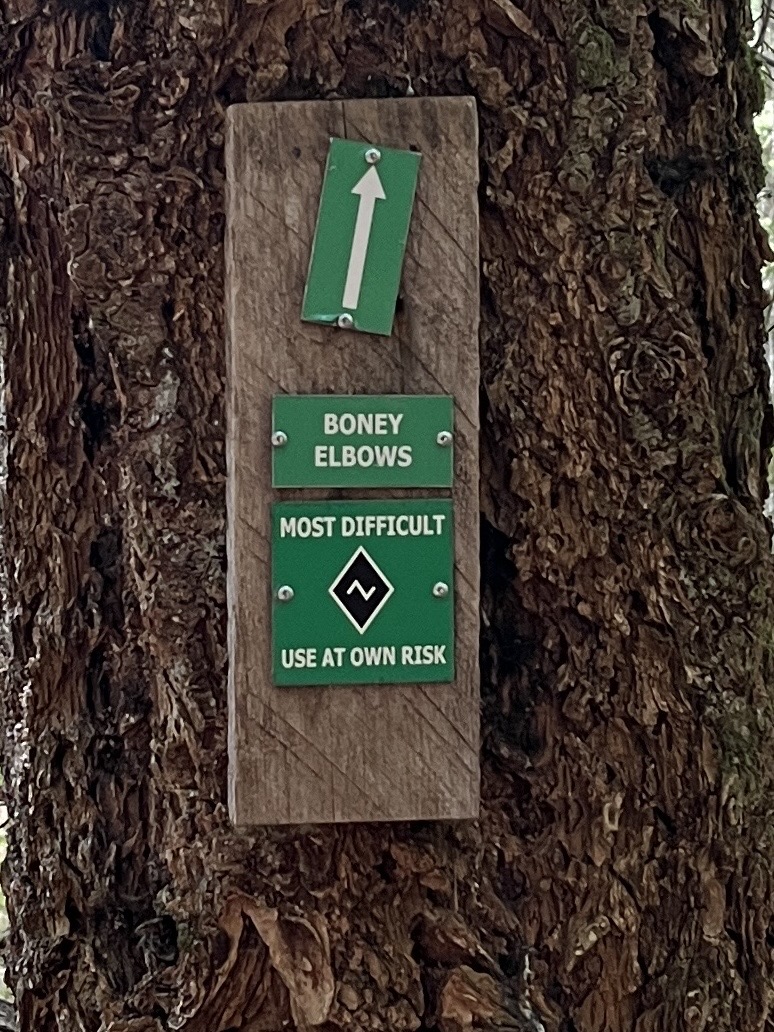 BONEY
ELBOWS
MOST DIFFICULT
USE AT OWN RISK